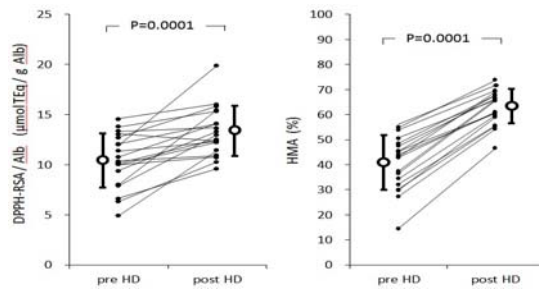 P=0.0001
DPPH-RSA / Alb (μmolTEq / g Alb)
25
20
15
10
5
0
pre HD
post HD
P=0.0001
HMA (%)
100
90
80
70
60
50
40
30
20
10
0
pre HD
post HD